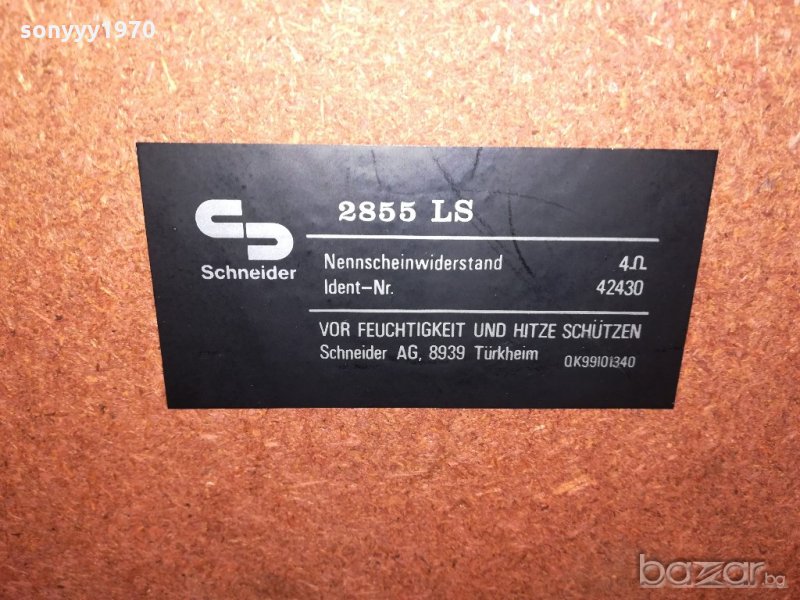 sonyyy1970
2855 LS
Schneider
Nennscheinwiderstand 4Ω
Ident-Nr. 42430
VOR FEUCHTIGKEIT UND HITZE SCHÜTZEN
Schneider AG, 8939 Türkheim QK99101340
bazar.bg